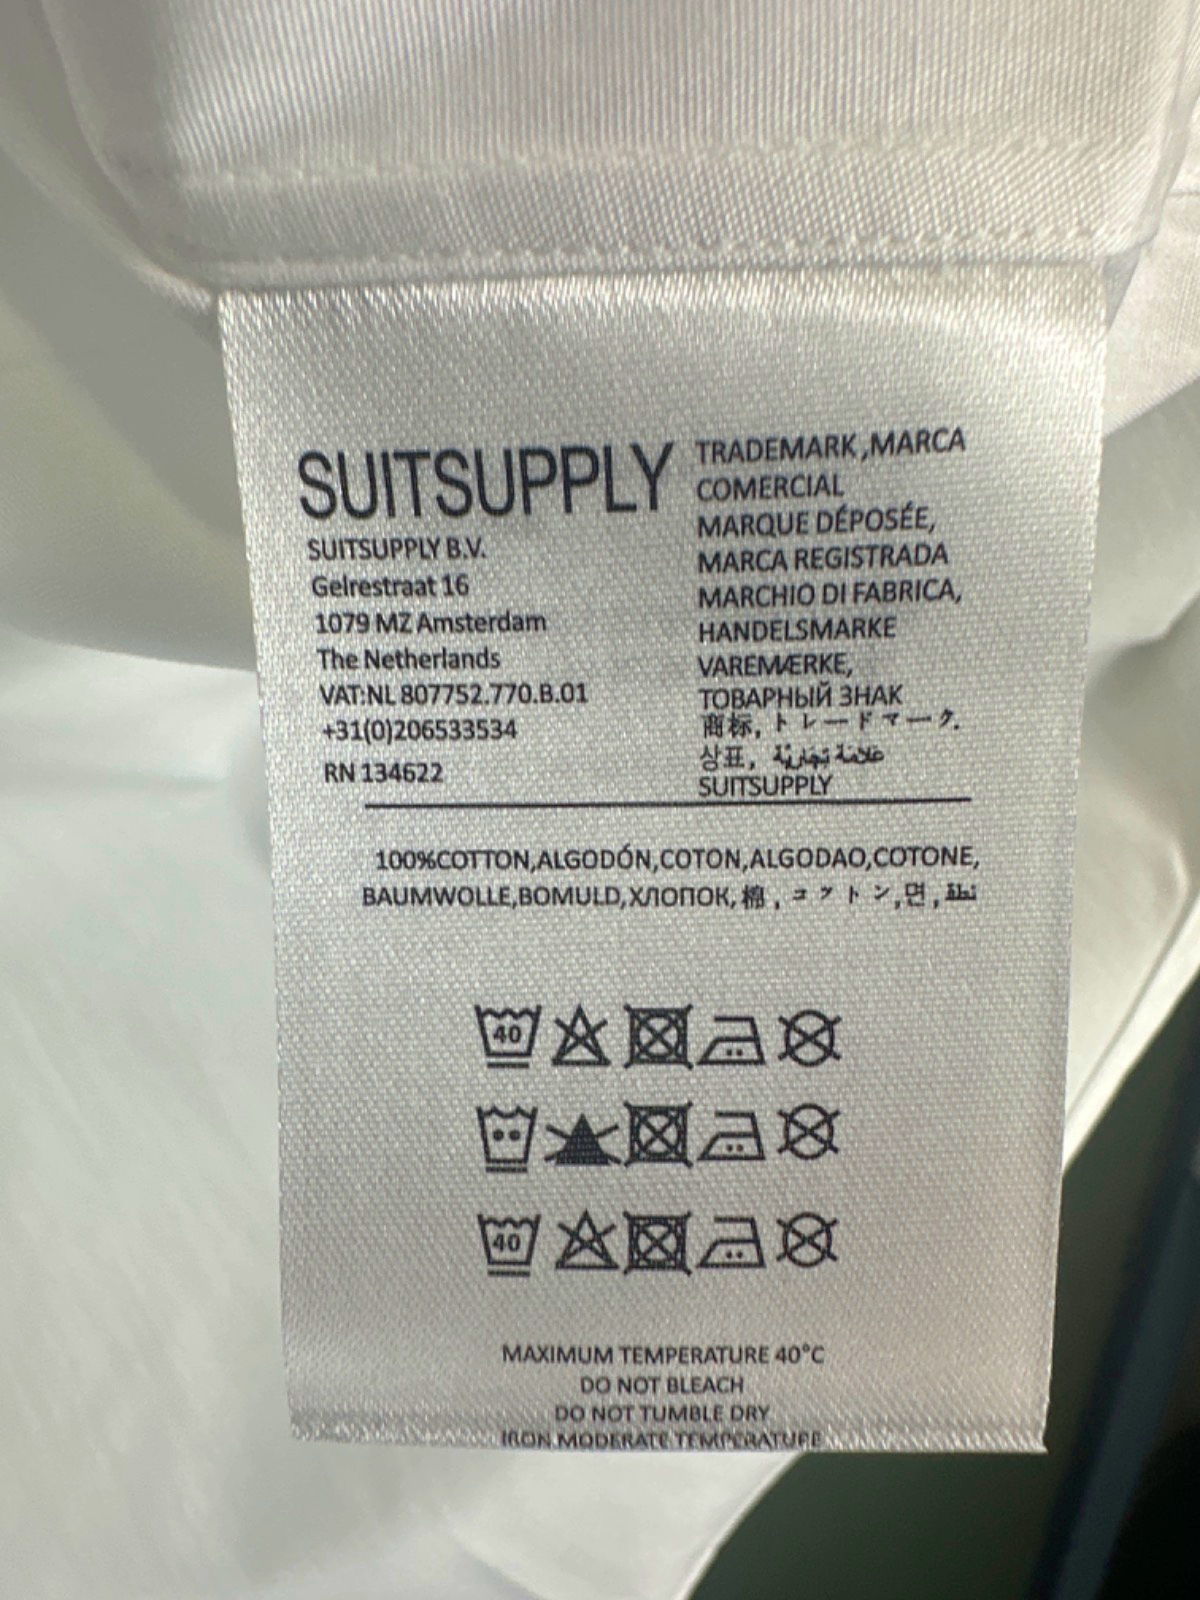 SUITSUPPLY
SUITSUPPLY B.V.
Gelrestraat 16
1079 MZ Amsterdam
The Netherlands
VAT:NL 807752.770.B.01
+31(0)206533534
RN 134622
TRADEMARK,MARCA
COMERCIAL
MARQUE DÉPOSÉE,
MARCA REGISTRADA
MARCHIO DI FABRICA,
HANDELSMARKE
VAREMÆRKE,
ТОВАРНЫЙ ЗНАК
商标, トレードマーク.
상표, علامة تجارية
SUITSUPPLY
100%COTTON,ALGODÓN,COTON,ALGODAO,COTONE,
BAUMWOLLE,BOMULD,ХЛОПОК,棉, コットン,면,
40
40
MAXIMUM TEMPERATURE 40°C
DO NOT BLEACH
DO NOT TUMBLE DRY
IRON MODERATE TEMPERATURE